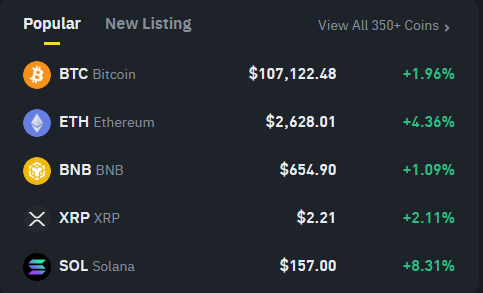 Popular New Listing View All 350+ Coins >
BTC Bitcoin $107,122.48 +1.96%
ETH Ethereum $2,628.01 +4.36%
BNB BNB $654.90 +1.09%
XRP XRP $2.21 +2.11%
SOL Solana $157.00 +8.31%